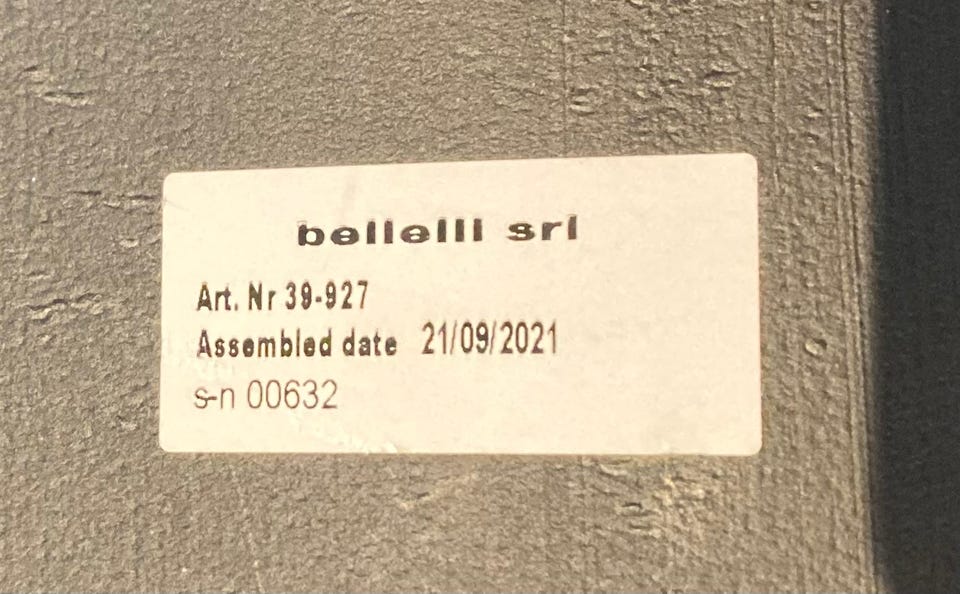 bellelli srl
Art. Nr 39-927
Assembled date 21/09/2021
s-n 00632